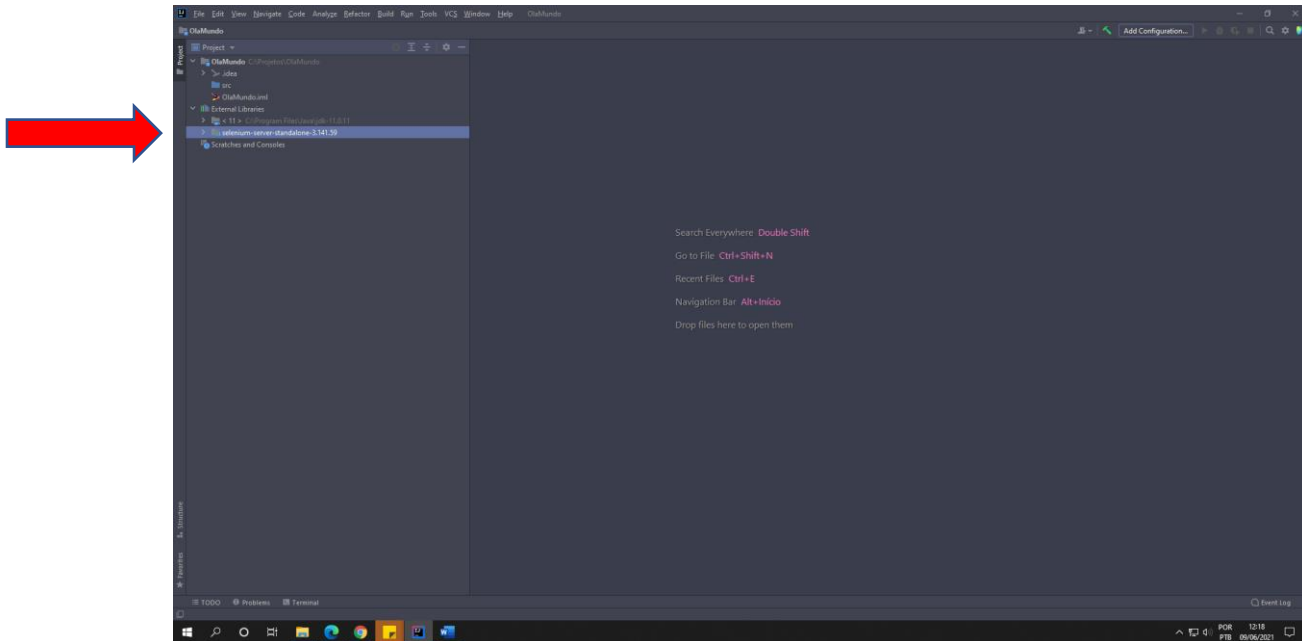 File Edit View Navigate Code Analyze Refactor Build Run Tools VCS Window Help OlaMundo
OlaMundo
Add Configuration...
Project
Project
OlaMundo C:\Projetos\OlaMundo
.idea
src
OlaMundo.iml
External Libraries
< 11 > C:\Program Files\Java\jdk-11.0.11
selenium-server-standalone-3.141.59
Scratches and Consoles
Search Everywhere Double Shift
Go to File Ctrl+Shift+N
Recent Files Ctrl+E
Navigation Bar Alt+Início
Drop files here to open them
Structure
Favorites
TODO Problems Terminal
Event Log
POR 12:18
PTB 09/06/2021